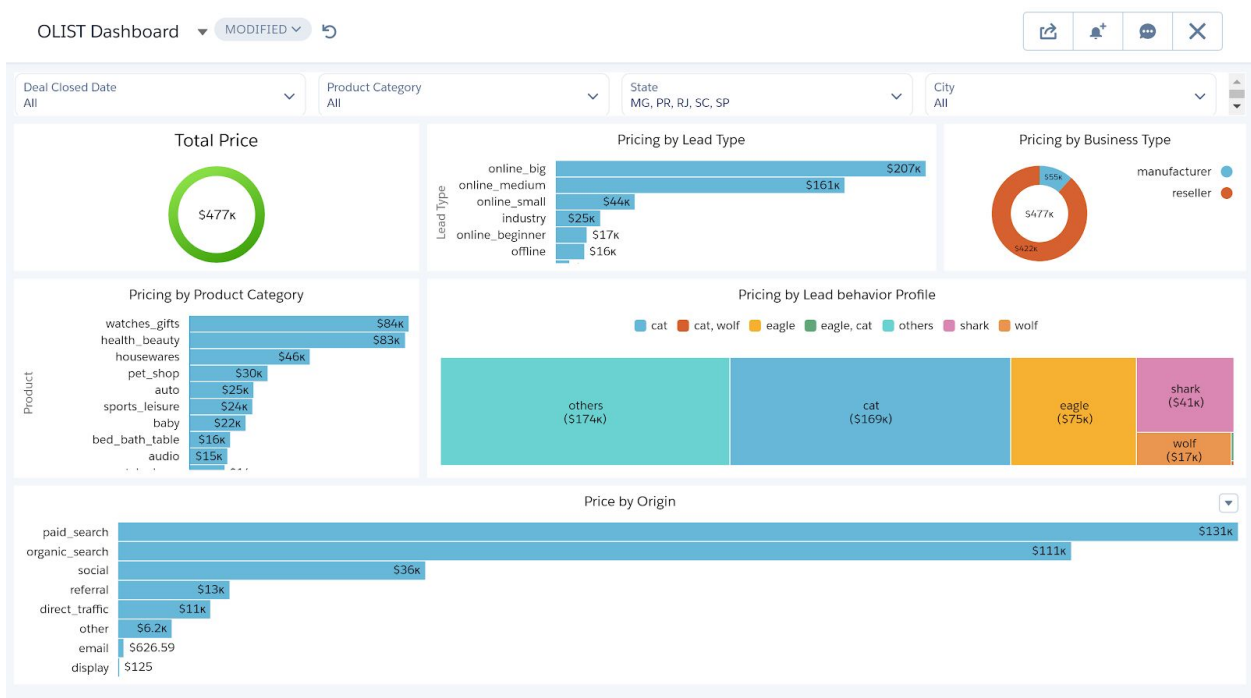 OLIST Dashboard
MODIFIED
Deal Closed Date
All
Product Category
All
State
MG, PR, RJ, SC, SP
City
All
Total Price
$477K
Pricing by Lead Type
Lead Type
online_big $207K
online_medium $161K
online_small $44K
industry $25K
online_beginner $17K
offline $16K
Pricing by Business Type
$55K
$477K
$422K
manufacturer
reseller
Pricing by Product Category
Product
watches_gifts $84K
health_beauty $83K
housewares $46K
pet_shop $30K
auto $25K
sports_leisure $24K
baby $22K
bed_bath_table $16K
audio $15K
Pricing by Lead behavior Profile
cat cat, wolf eagle eagle, cat others shark wolf
others
($174K)
cat
($169K)
eagle
($75K)
shark
($41K)
wolf
($17K)
Price by Origin
paid_search $131K
organic_search $111K
social $36K
referral $13K
direct_traffic $11K
other $6.2K
email $626.59
display $125